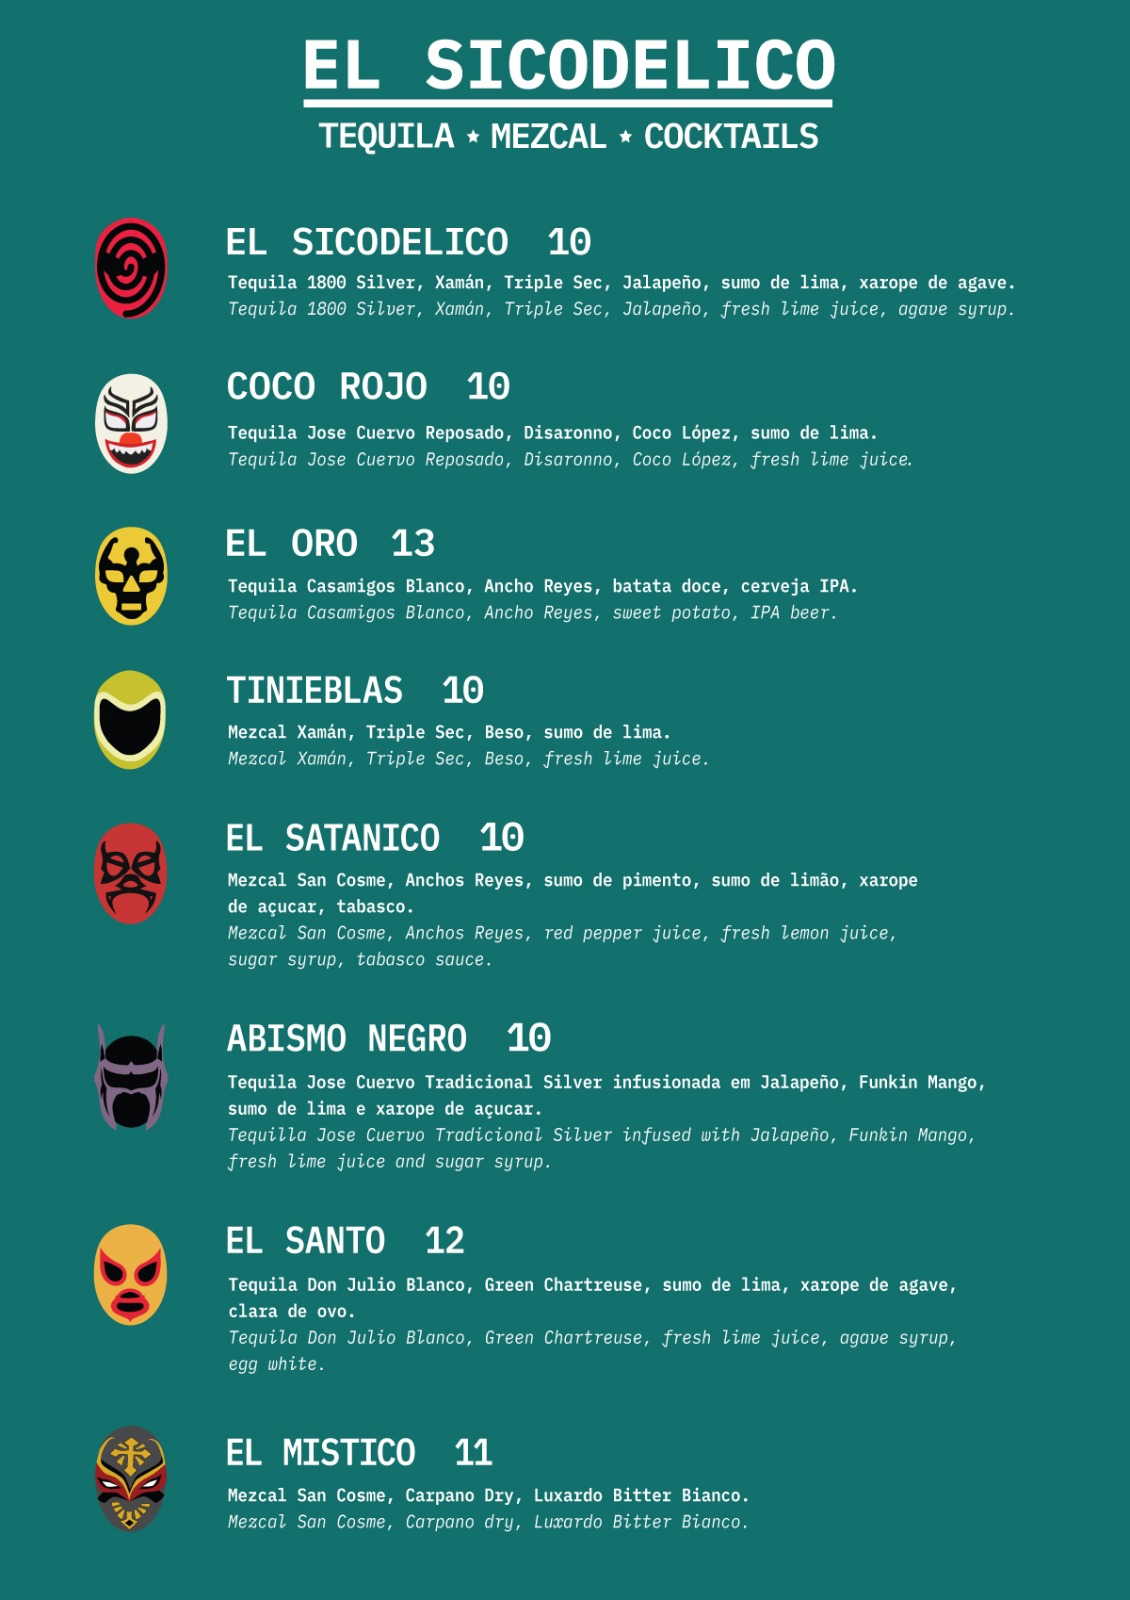 EL SICODELICO
TEQUILA ★ MEZCAL ★ COCKTAILS
EL SICODELICO 10
Tequila 1800 Silver, Xamán, Triple Sec, Jalapeño, sumo de lima, xarope de agave.
Tequila 1800 Silver, Xamán, Triple Sec, Jalapeño, fresh lime juice, agave syrup.
COCO ROJO 10
Tequila Jose Cuervo Reposado, Disaronno, Coco López, sumo de lima.
Tequila Jose Cuervo Reposado, Disaronno, Coco López, fresh lime juice.
EL ORO 13
Tequila Casamigos Blanco, Ancho Reyes, batata doce, cerveja IPA.
Tequila Casamigos Blanco, Ancho Reyes, sweet potato, IPA beer.
TINIEBLAS 10
Mezcal Xamán, Triple Sec, Beso, sumo de lima.
Mezcal Xamán, Triple Sec, Beso, fresh lime juice.
EL SATANICO 10
Mezcal San Cosme, Anchos Reyes, sumo de pimento, sumo de limão, xarope
de açucar, tabasco.
Mezcal San Cosme, Anchos Reyes, red pepper juice, fresh lemon juice,
sugar syrup, tabasco sauce.
ABISMO NEGRO 10
Tequila Jose Cuervo Tradicional Silver infusionada em Jalapeño, Funkin Mango,
sumo de lima e xarope de açucar.
Tequilla Jose Cuervo Tradicional Silver infused with Jalapeño, Funkin Mango,
fresh lime juice and sugar syrup.
EL SANTO 12
Tequila Don Julio Blanco, Green Chartreuse, sumo de lima, xarope de agave,
clara de ovo.
Tequila Don Julio Blanco, Green Chartreuse, fresh lime juice, agave syrup,
egg white.
EL MISTICO 11
Mezcal San Cosme, Carpano Dry, Luxardo Bitter Bianco.
Mezcal San Cosme, Carpano dry, Luxardo Bitter Bianco.